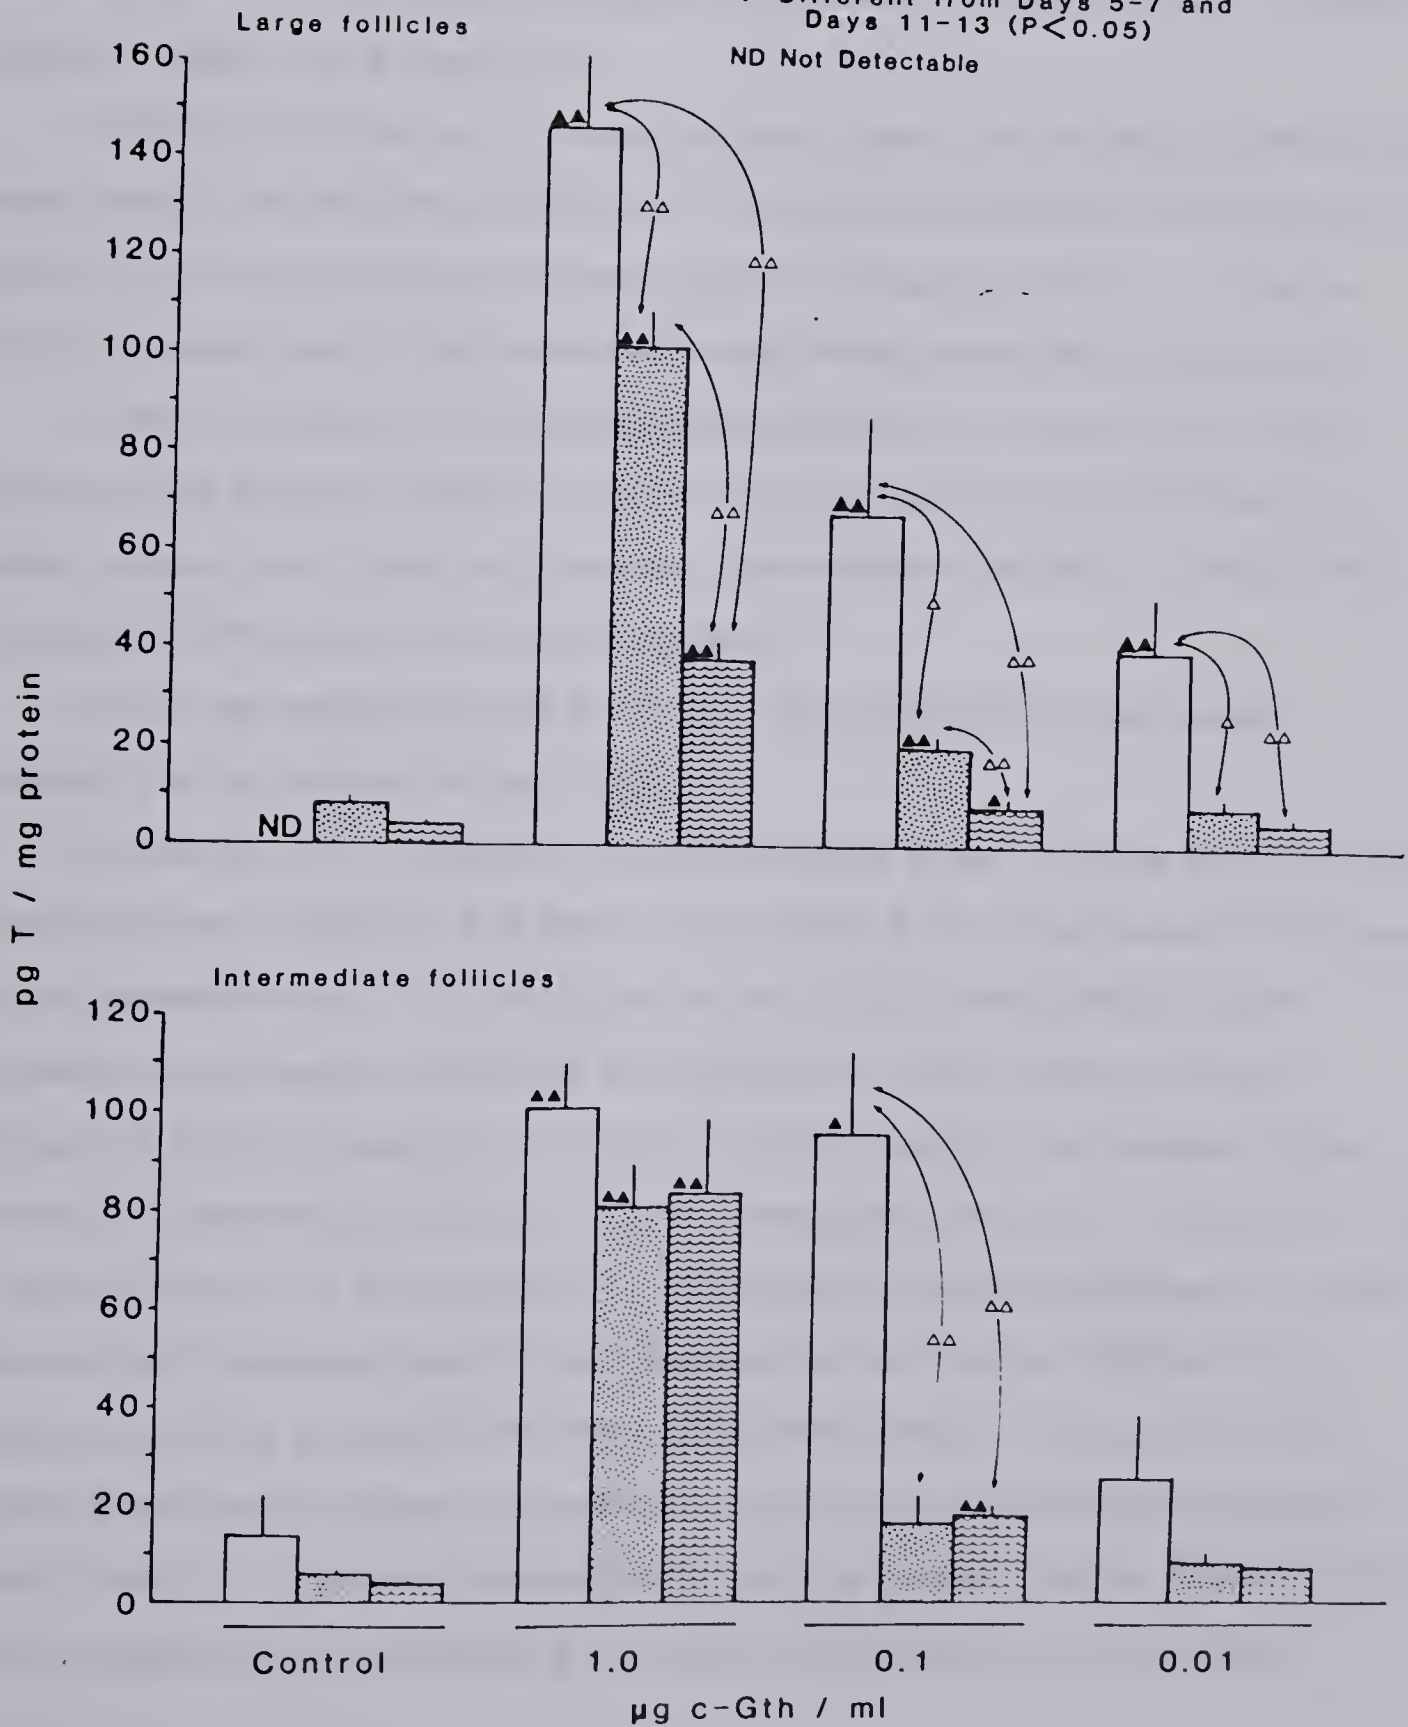 Different from Days 5-7 and
Days 11-13 (P<0.05)
ND Not Detectable
Large follicles
160
140
120
100
80
60
40
20
0
ND
pg T / mg protein
Intermediate follicles
120
100
80
60
40
20
0
Control
1.0
0.1
0.01
µg c-Gth / ml